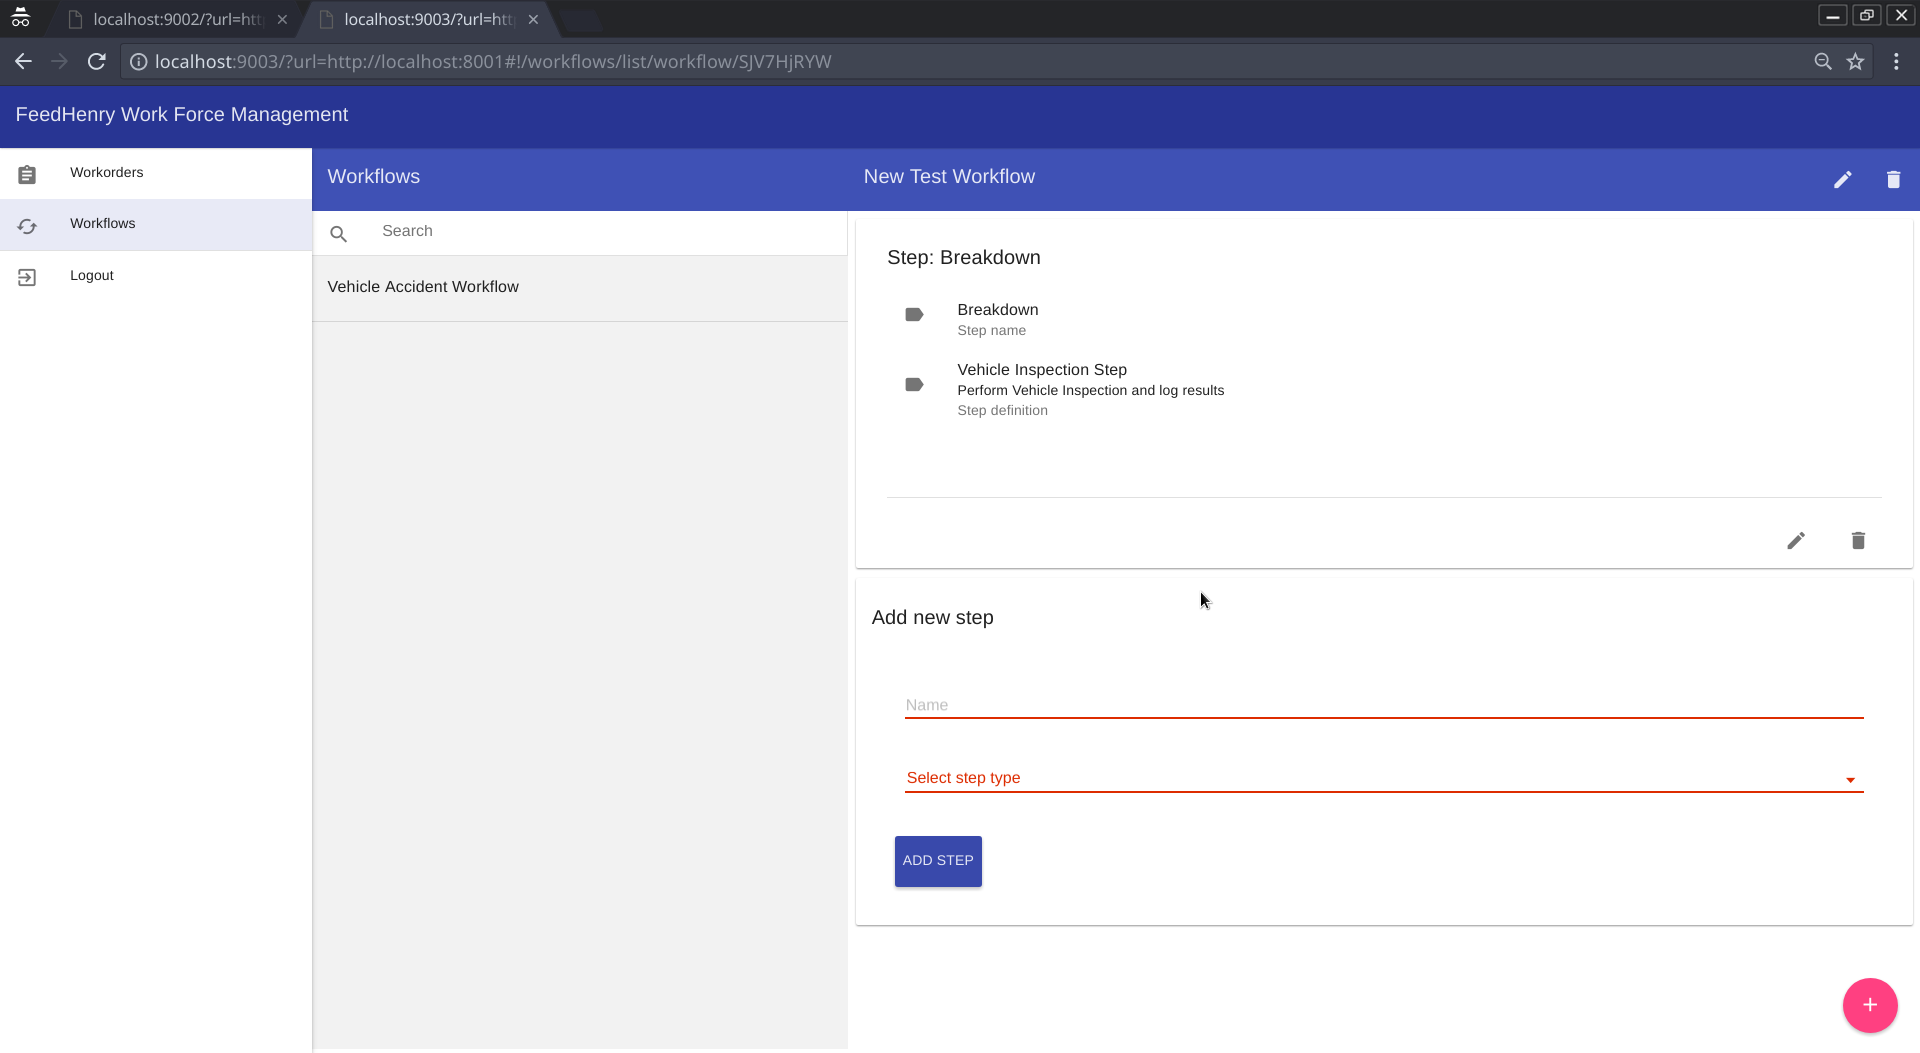 localhost:9002/?url=htt
localhost:9003/?url=htt
localhost:9003/?url=http://localhost:8001#!/workflows/list/workflow/SJV7HjRYW
FeedHenry Work Force Management
Workorders
Workflows
Logout
Workflows
Search
Vehicle Accident Workflow
New Test Workflow
Step: Breakdown
Breakdown
Step name
Vehicle Inspection Step
Perform Vehicle Inspection and log results
Step definition
Add new step
Name
Select step type
ADD STEP